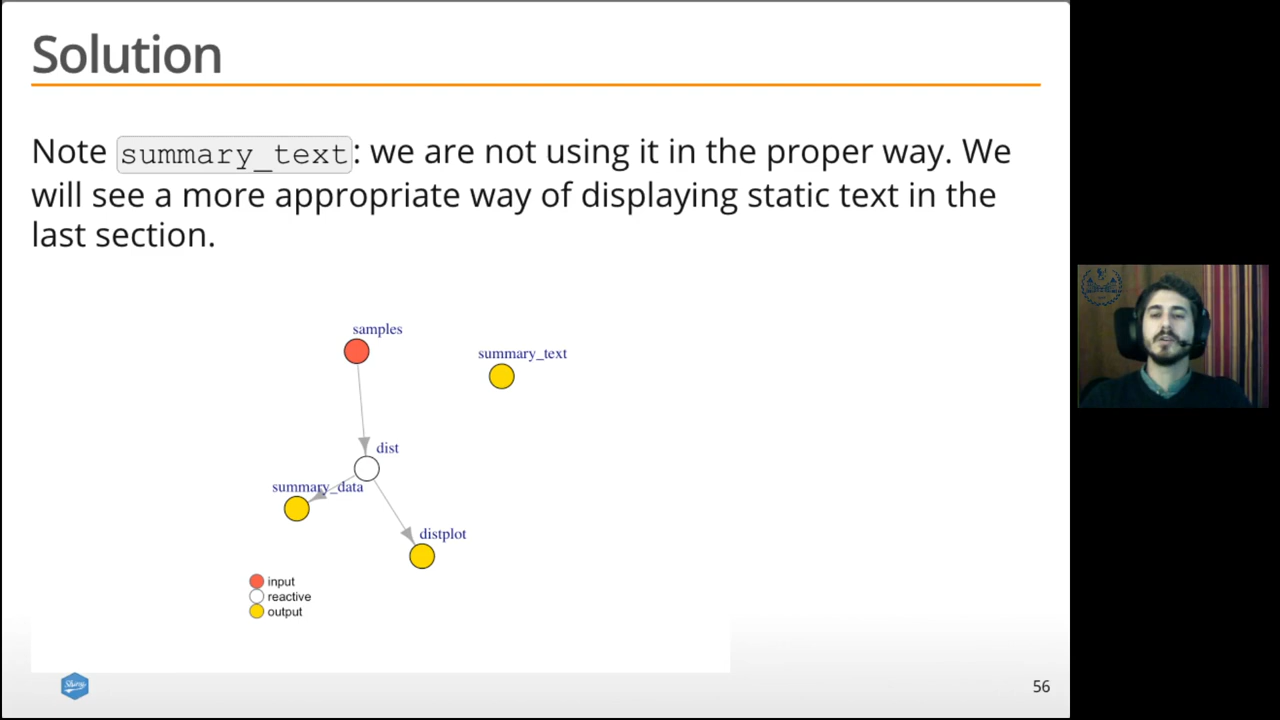 Solution
Note summary_text: we are not using it in the proper way. We
will see a more appropriate way of displaying static text in the
last section.
samples
summary_text
dist
summary_data
distplot
input
reactive
output
Shiny
56